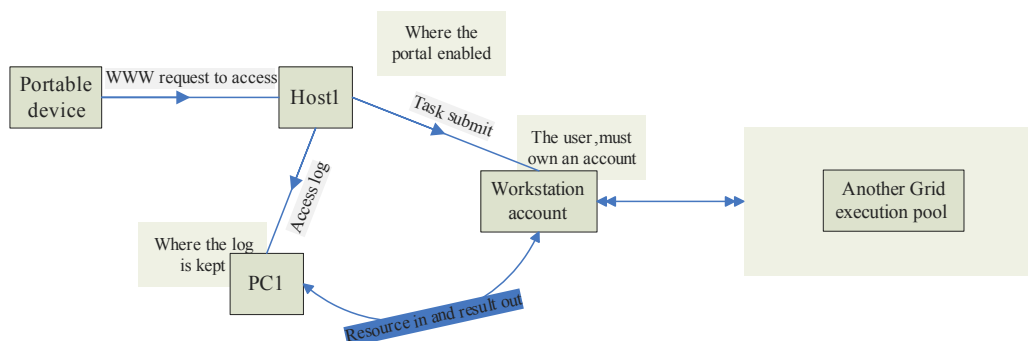 Where the
portal enabled
Portable
device
WWW request to access
Host1
Task submit
The user ,must
own an account
Workstation
account
Another Grid
execution pool
Access log
Where the log
is kept
PC1
Resource in and result out